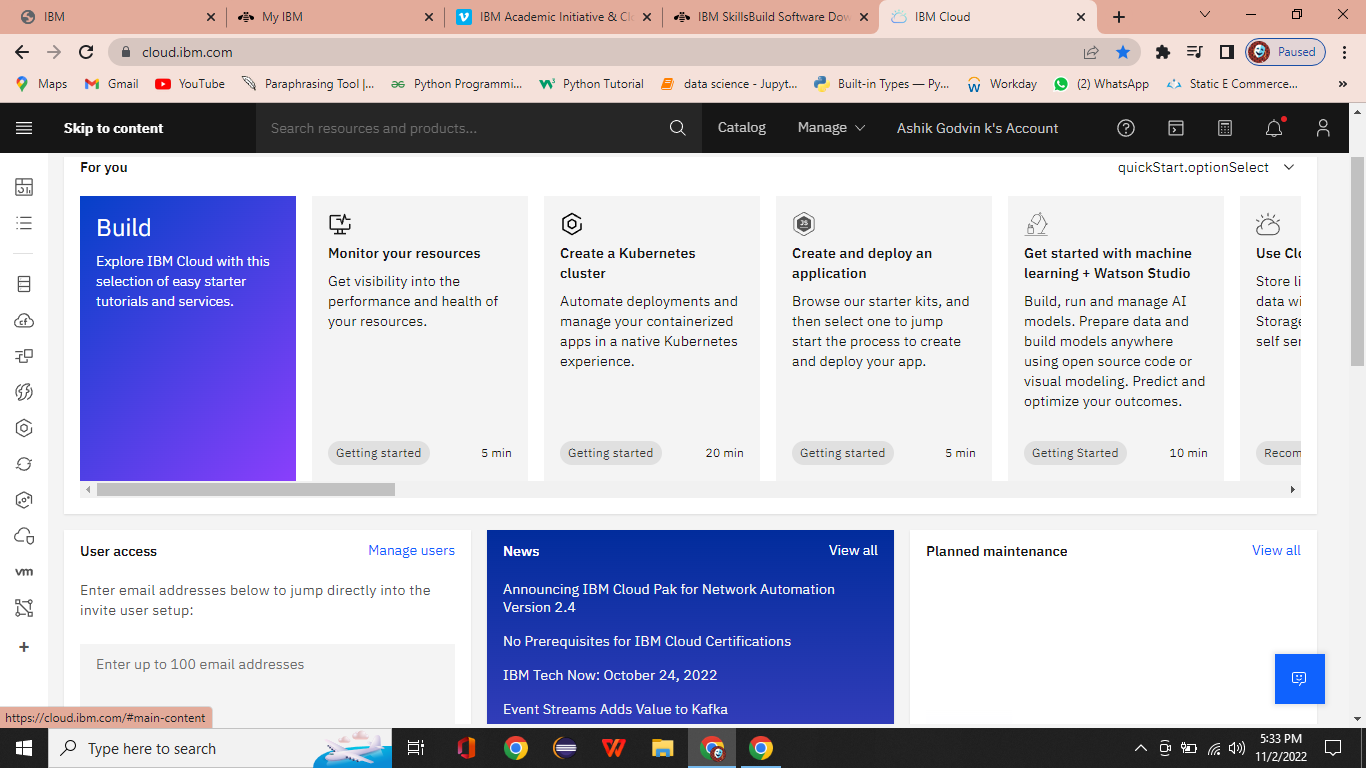 IBM
My IBM
IBM Academic Initiative & Clo
IBM SkillsBuild Software Dow
IBM Cloud
cloud.ibm.com
Paused
Maps
Gmail
YouTube
Paraphrasing Tool |...
Python Programmi...
Python Tutorial
data science - Jupyt...
Built-in Types — Py...
Workday
(2) WhatsApp
Static E Commerce...
Skip to content
Search resources and products...
Catalog
Manage
Ashik Godvin k's Account
For you
quickStart.optionSelect
Build
Explore IBM Cloud with this
selection of easy starter
tutorials and services.
Monitor your resources
Get visibility into the
performance and health of
your resources.
Getting started
5 min
Create a Kubernetes
cluster
Automate deployments and
manage your containerized
apps in a native Kubernetes
experience.
Getting started
20 min
JS
Create and deploy an
application
Browse our starter kits, and
then select one to jump
start the process to create
and deploy your app.
Getting started
5 min
Get started with machine
learning + Watson Studio
Build, run and manage AI
models. Prepare data and
build models anywhere
using open source code or
visual modeling. Predict and
optimize your outcomes.
Getting Started
10 min
Use Clo
Store li
data wi
Storage
self ser
Recom
cf
vm
User access
Manage users
Enter email addresses below to jump directly into the
invite user setup:
Enter up to 100 email addresses
News
View all
Announcing IBM Cloud Pak for Network Automation
Version 2.4
No Prerequisites for IBM Cloud Certifications
IBM Tech Now: October 24, 2022
Event Streams Adds Value to Kafka
Planned maintenance
View all
https://cloud.ibm.com/#main-content
Type here to search
5:33 PM
11/2/2022